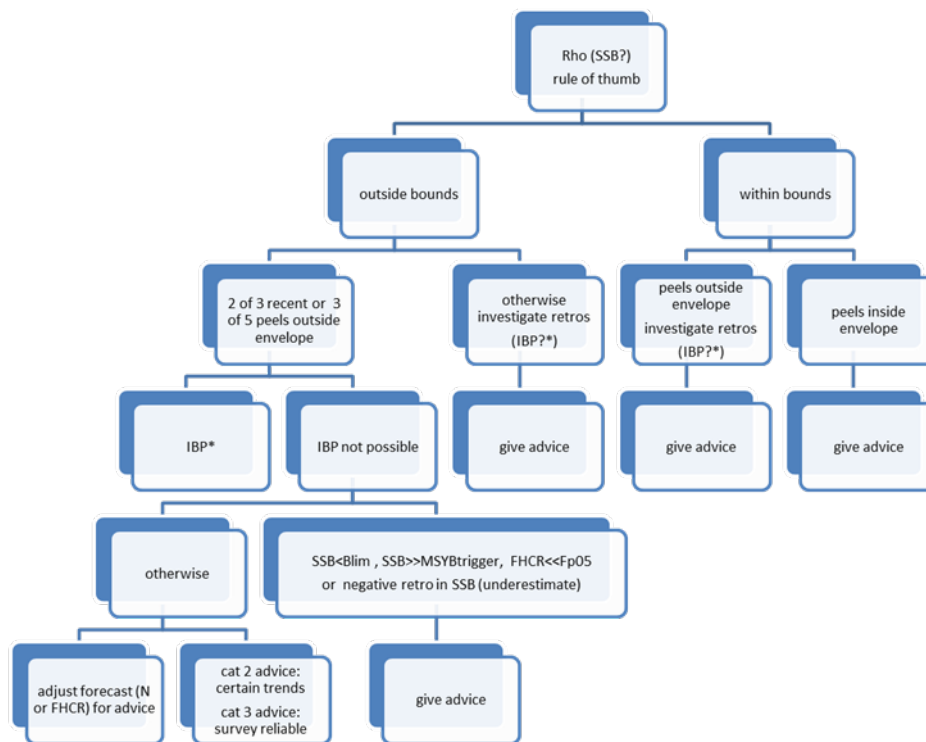 Rho (SSB?)
rule of thumb
outside bounds
within bounds
2 of 3 recent or 3
of 5 peels outside
envelope
otherwise
investigate retros
(IBP?*)
peels outside
envelope
investigate retros
(IBP?*)
peels inside
envelope
IBP*
IBP not possible
give advice
give advice
give advice
otherwise
SSB<Blim , SSB>>MSYBtrigger, FHCR<<Fp05
or negative retro in SSB (underestimate)
adjust forecast (N
or FHCR) for advice
cat 2 advice:
certain trends
cat 3 advice:
survey reliable
give advice